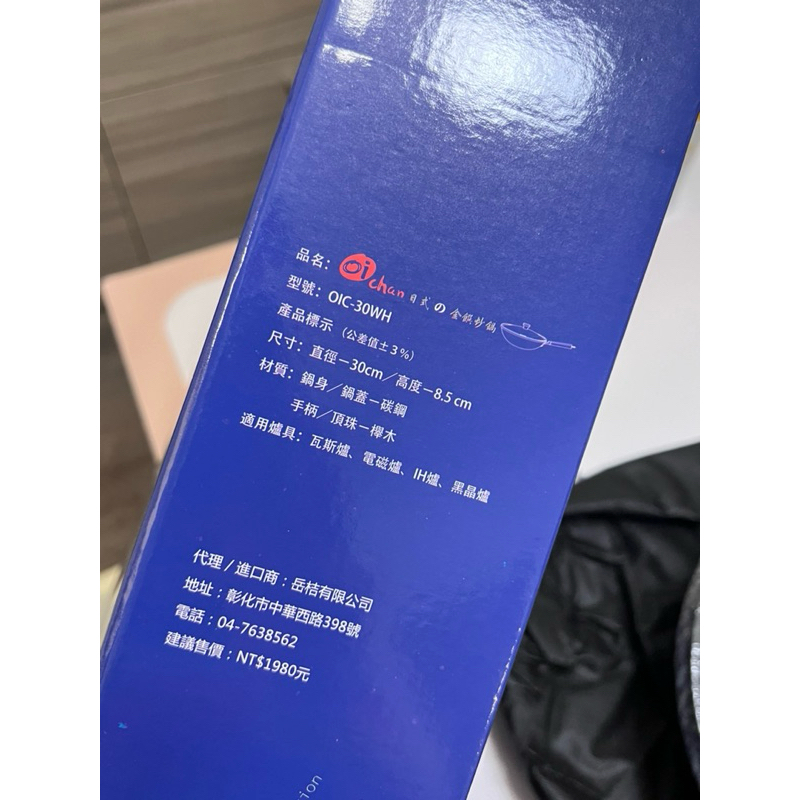 品名：Oichan日式の金鑽炒鍋
型號：OIC-30WH
產品標示（公差值±3%）
尺寸：直徑－30cm／高度－8.5cm
材質：鍋身／鍋蓋－碳鋼
手柄／頂珠－櫸木
適用爐具：瓦斯爐、電磁爐、IH爐、黑晶爐
代理/進口商：岳桔有限公司
地址：彰化市中華西路398號
電話：04-7638562
建議售價：NT$1980元